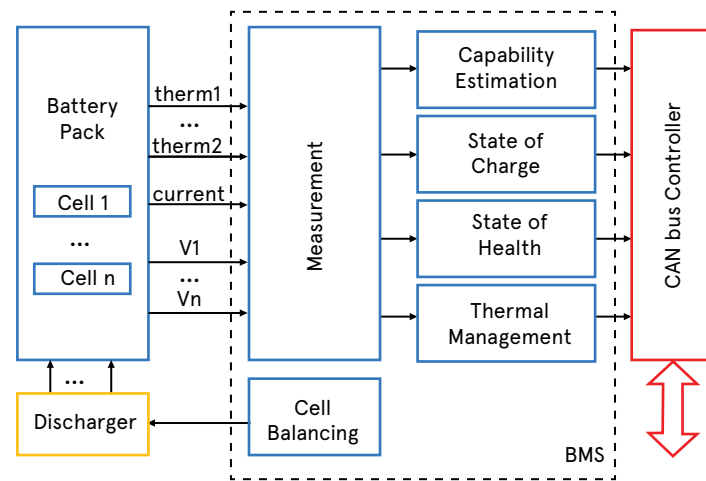 Battery
Pack
Cell 1
...
Cell n
therm1
...
therm2
current
V1
...
Vn
Measurement
Capability
Estimation
State of
Charge
State of
Health
Thermal
Management
CAN bus Controller
...
Discharger
Cell
Balancing
BMS